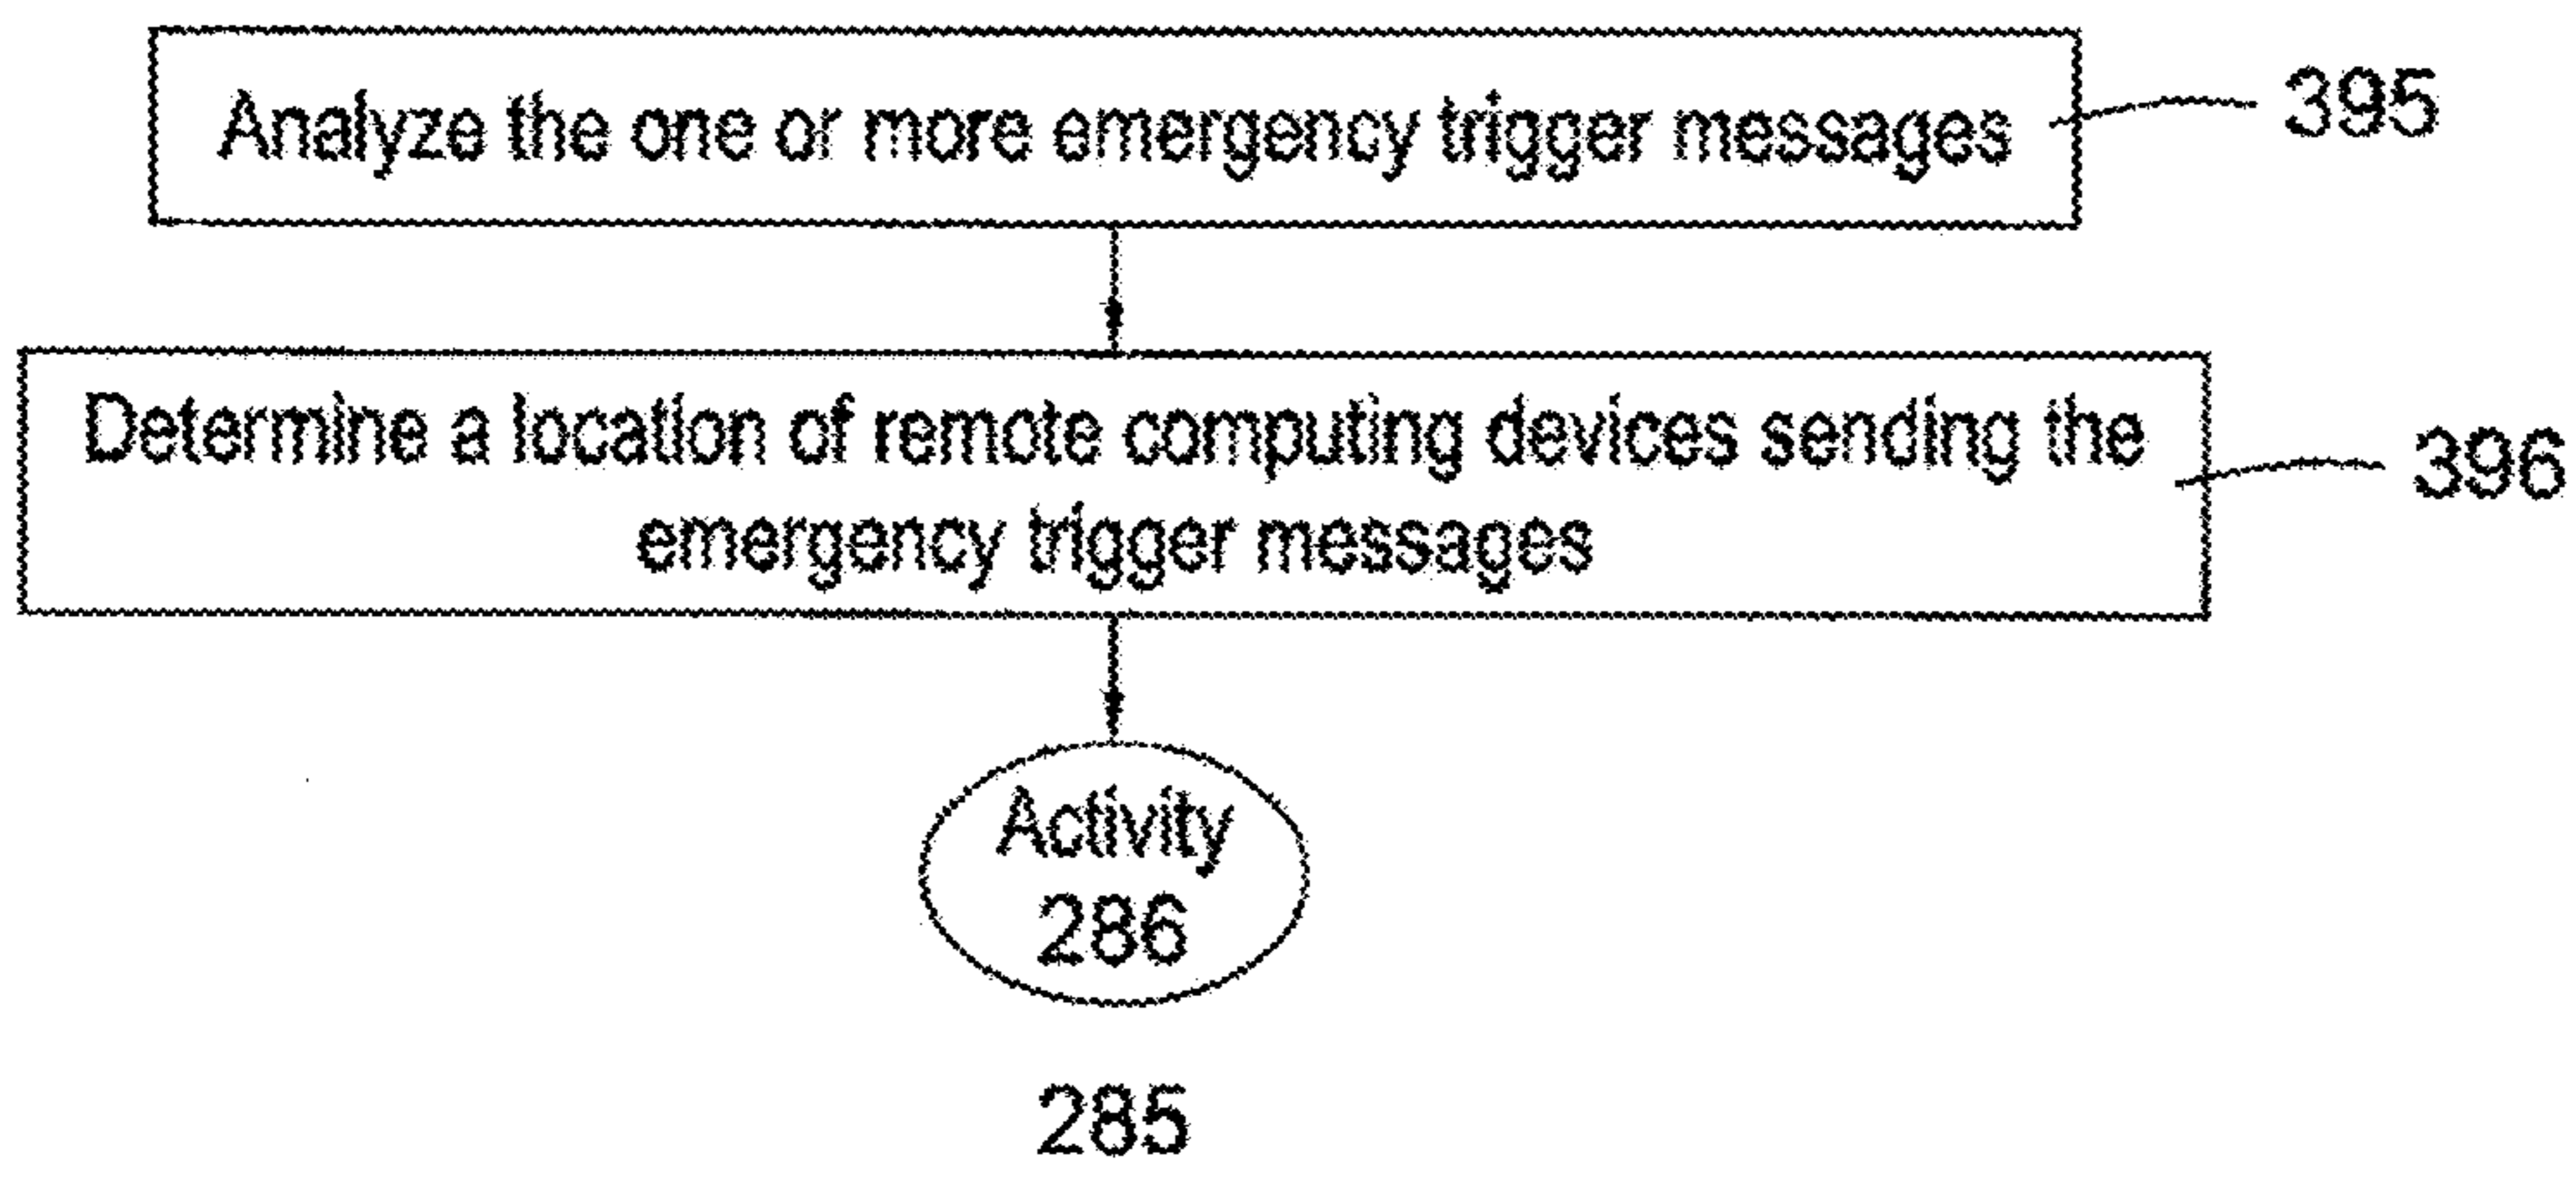 Analyze the one or more emergency trigger messages
395
Determine a location of remote computing devices sending the
emergency trigger messages
396
Activity
286
285